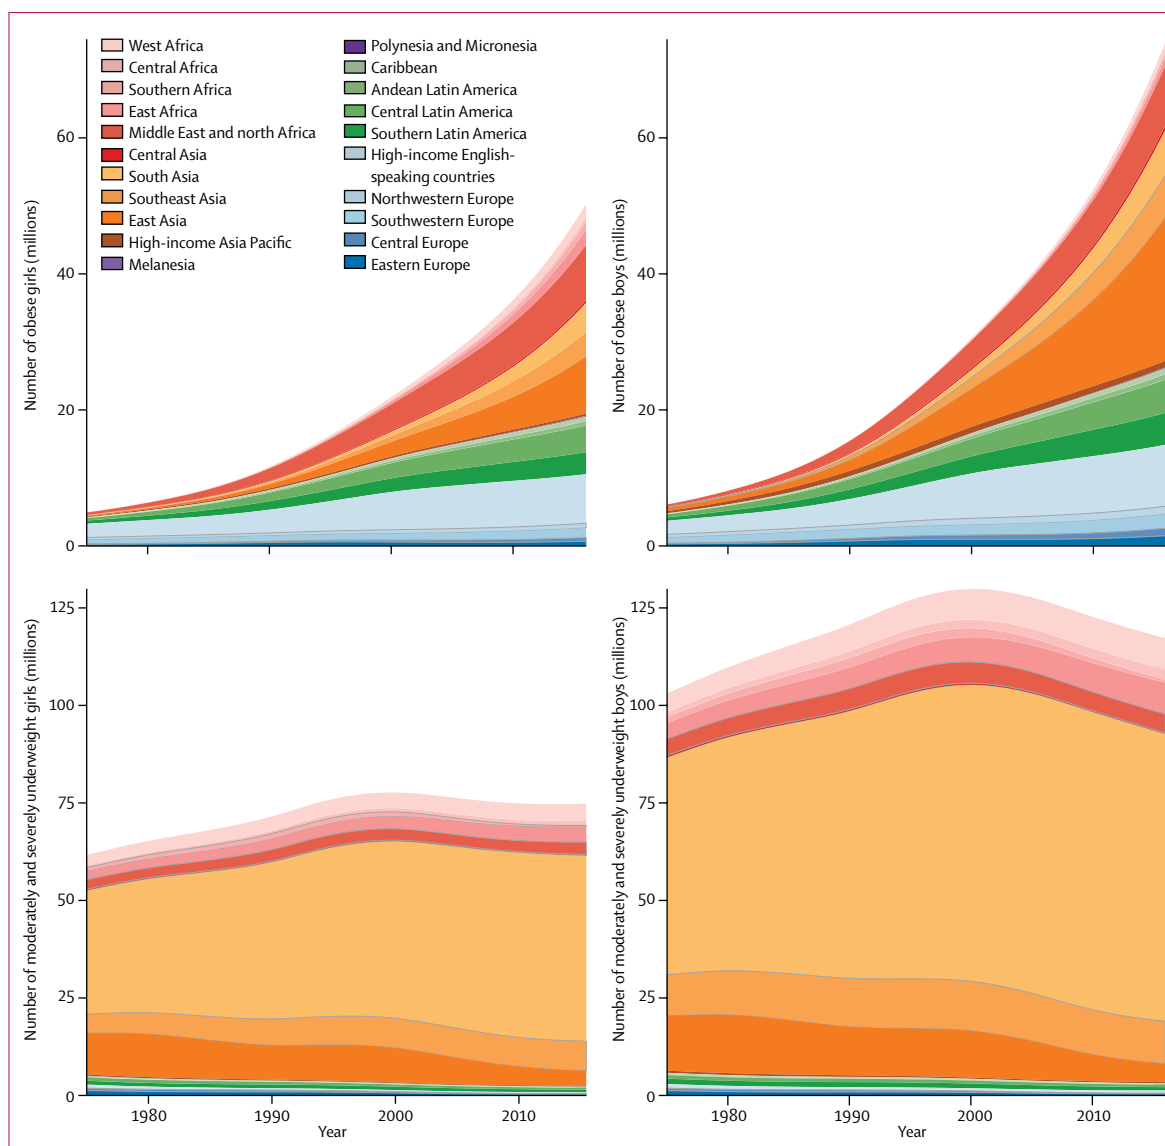 West Africa
Central Africa
Southern Africa
East Africa
Middle East and north Africa
Central Asia
South Asia
Southeast Asia
East Asia
High-income Asia Pacific
Melanesia
Polynesia and Micronesia
Caribbean
Andean Latin America
Central Latin America
Southern Latin America
High-income English-
speaking countries
Northwestern Europe
Southwestern Europe
Central Europe
Eastern Europe
Number of obese girls (millions)
60
40
20
0
Number of obese boys (millions)
60
40
20
0
Number of moderately and severely underweight girls (millions)
125
100
75
50
25
0
1980
1990
2000
2010
Year
Number of moderately and severely underweight boys (millions)
125
100
75
50
25
0
1980
1990
2000
2010
Year